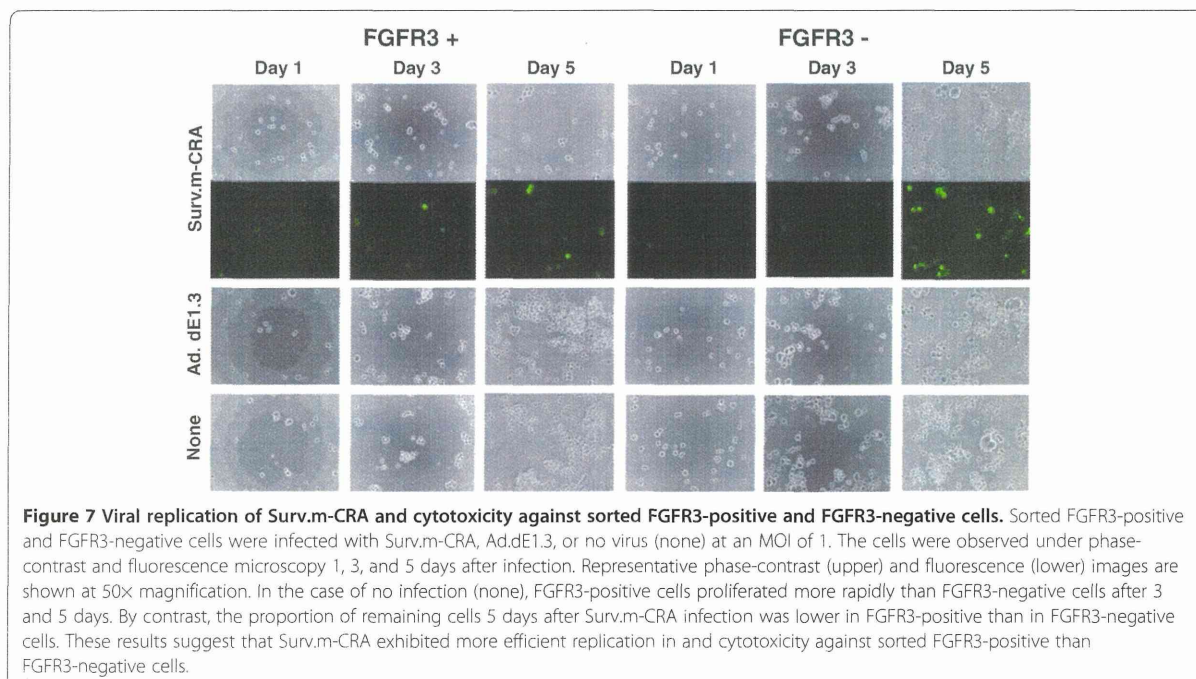 FGFR3 + FGFR3 -
Day 1 Day 3 Day 5 Day 1 Day 3 Day 5
Surv.m-CRA
Ad. dE1.3
None
Figure 7 Viral replication of Surv.m-CRA and cytotoxicity against sorted FGFR3-positive and FGFR3-negative cells. Sorted FGFR3-positive
and FGFR3-negative cells were infected with Surv.m-CRA, Ad.dE1.3, or no virus (none) at an MOI of 1. The cells were observed under phase-
contrast and fluorescence microscopy 1, 3, and 5 days after infection. Representative phase-contrast (upper) and fluorescence (lower) images are
shown at 50× magnification. In the case of no infection (none), FGFR3-positive cells proliferated more rapidly than FGFR3-negative cells after 3
and 5 days. By contrast, the proportion of remaining cells 5 days after Surv.m-CRA infection was lower in FGFR3-positive than in FGFR3-negative
cells. These results suggest that Surv.m-CRA exhibited more efficient replication in and cytotoxicity against sorted FGFR3-positive than
FGFR3-negative cells.